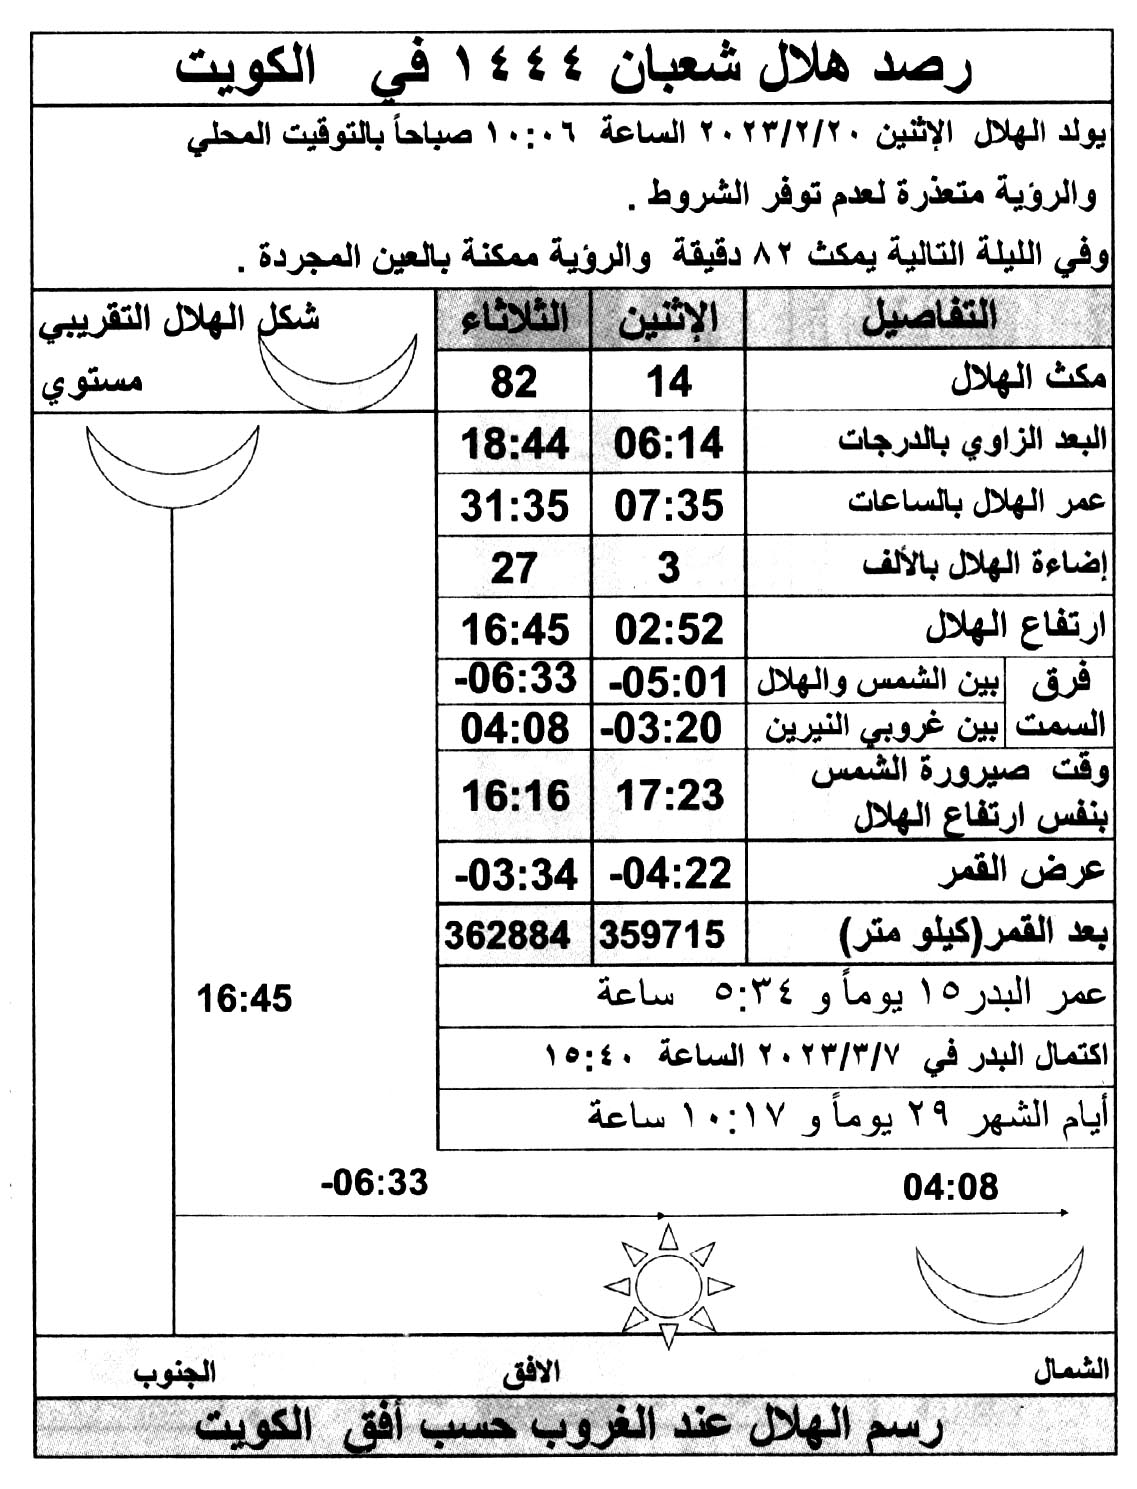 رصد هلال شعبان ١٤٤٤ في الكويت
يولد الهلال الإثنين ٢٠٢٣/٢/٢٠ الساعة ١٠:٠٦ صباحاً بالتوقيت المحلي
والرؤية متعذرة لعدم توفر الشروط .
وفي الليلة التالية يمكث ٨٢ دقيقة والرؤية ممكنة بالعين المجردة .
التفاصيل الإثنين الثلاثاء شكل الهلال التقريبي
مستوي
مكث الهلال 14 82
البعد الزاوي بالدرجات 06:14 18:44
عمر الهلال بالساعات 07:35 31:35
إضاءة الهلال بالألف 3 27
ارتفاع الهلال 02:52 16:45
فرق بين الشمس والهلال -05:01 -06:33
السمت بين غروبي النيرين -03:20 04:08
وقت صيرورة الشمس
بنفس ارتفاع الهلال 17:23 16:16
عرض القمر -04:22 -03:34
بعد القمر(كيلو متر) 359715 362884
عمر البدر١٥ يوماً و ٥:٣٤ ساعة
16:45
اكتمال البدر في ٢٠٢٣/٣/٧ الساعة ١٥:٤٠
أيام الشهر ٢٩ يوماً و ١٠:١٧ ساعة
04:08 -06:33
الشمال الافق الجنوب
رسم الهلال عند الغروب حسب أفق الكويت